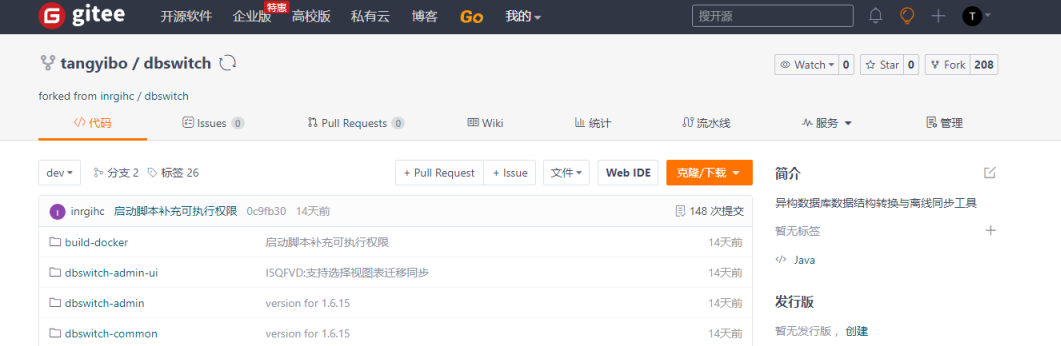 gitee 开源软件 企业版 特惠 高校版 私有云 博客 Go 我的 搜开源 T
tangyibo / dbswitch Watch 0 Star 0 Fork 208
forked from inrgihc / dbswitch
代码 Issues 0 Pull Requests 0 Wiki 统计 流水线 服务 管理
dev 分支 2 标签 26 + Pull Request + Issue 文件 Web IDE 克隆/下载 简介
I inrgihc 启动脚本补充可执行权限 0c9fb30 14天前 148 次提交 异构数据库数据结构转换与离线同步工具
build-docker 启动脚本补充可执行权限 14天前 暂无标签
dbswitch-admin-ui I5QFVD:支持选择视图表迁移同步 14天前 Java
dbswitch-admin version for 1.6.15 14天前 发行版
dbswitch-common version for 1.6.15 14天前 暂无发行版，创建